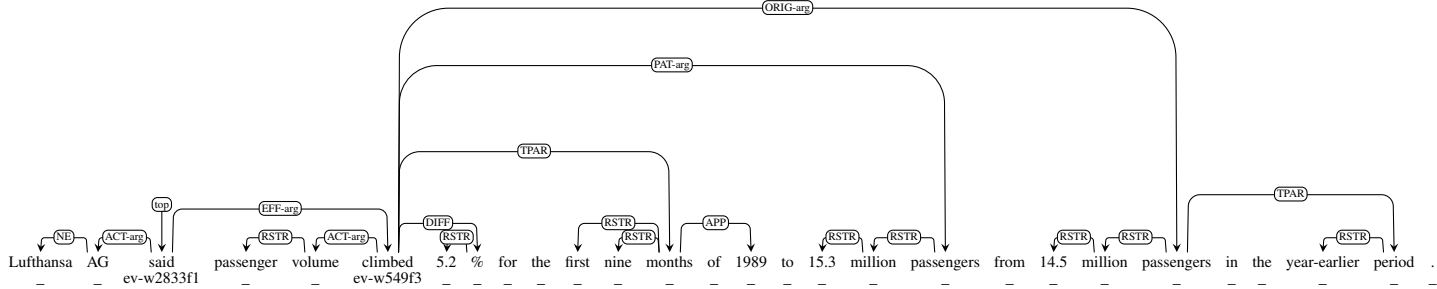 ORIG-arg
PAT-arg
TPAR
top EFF-arg TPAR
NE ACT-arg RSTR ACT-arg DIFF RSTR RSTR RSTR APP RSTR RSTR RSTR RSTR RSTR
Lufthansa AG said passenger volume climbed 5.2 % for the first nine months of 1989 to 15.3 million passengers from 14.5 million passengers in the year-earlier period .
_ _ ev-w2833f1 _ _ ev-w549f3 _ _ _ _ _ _ _ _ _ _ _ _ _ _ _ _ _ _ _ _ _ _